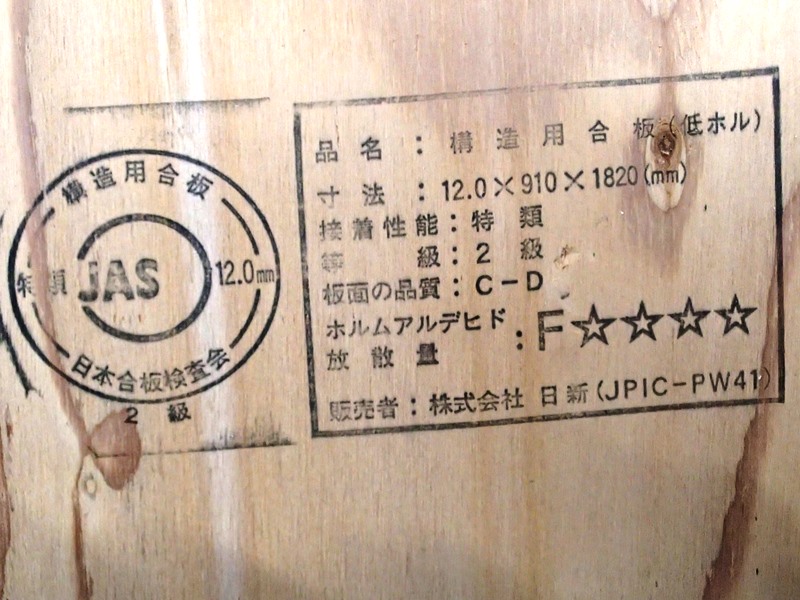 構造用合板
特類 JAS 12.0mm
日本合板検査会
2 級
品名：構造用合板(低ホル)
寸法：12.0×910×1820(mm)
接着性能：特類
等級：2 級
板面の品質：C-D
ホルムアルデヒド
放散量：F☆☆☆☆
販売者：株式会社 日新(JPIC-PW41)